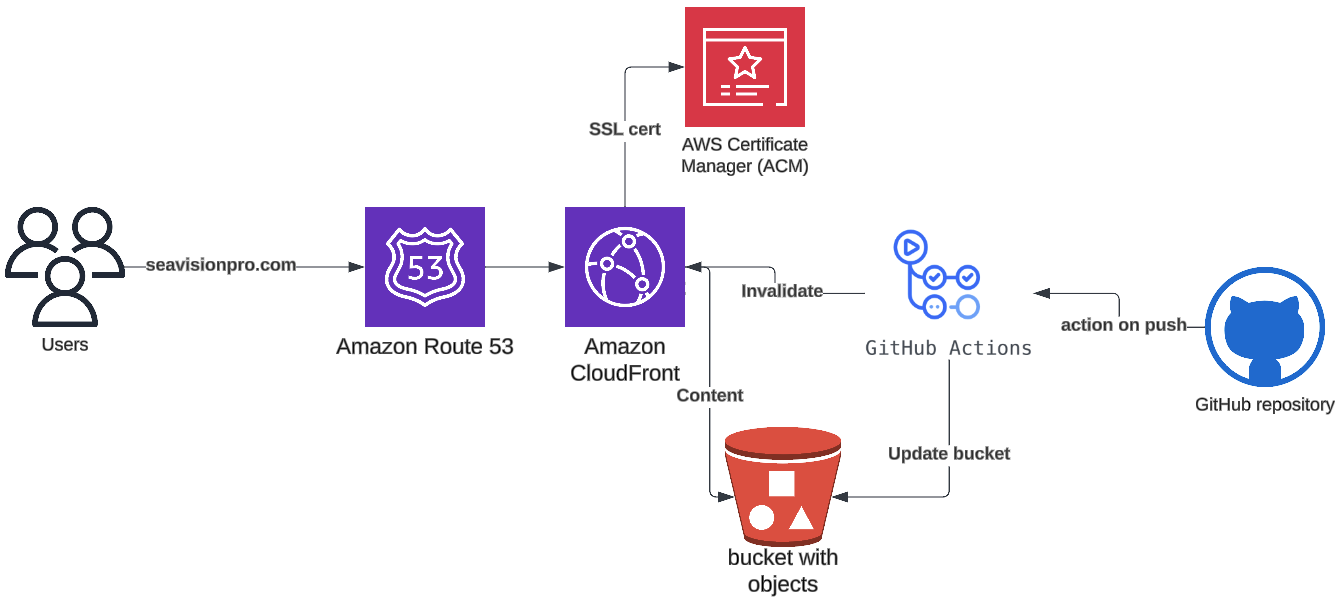 AWS Certificate
Manager (ACM)
SSL cert
seavisionpro.com
Users
53
Amazon Route 53
Amazon
CloudFront
Invalidate
GitHub Actions
action on push
GitHub repository
Content
Update bucket
bucket with
objects